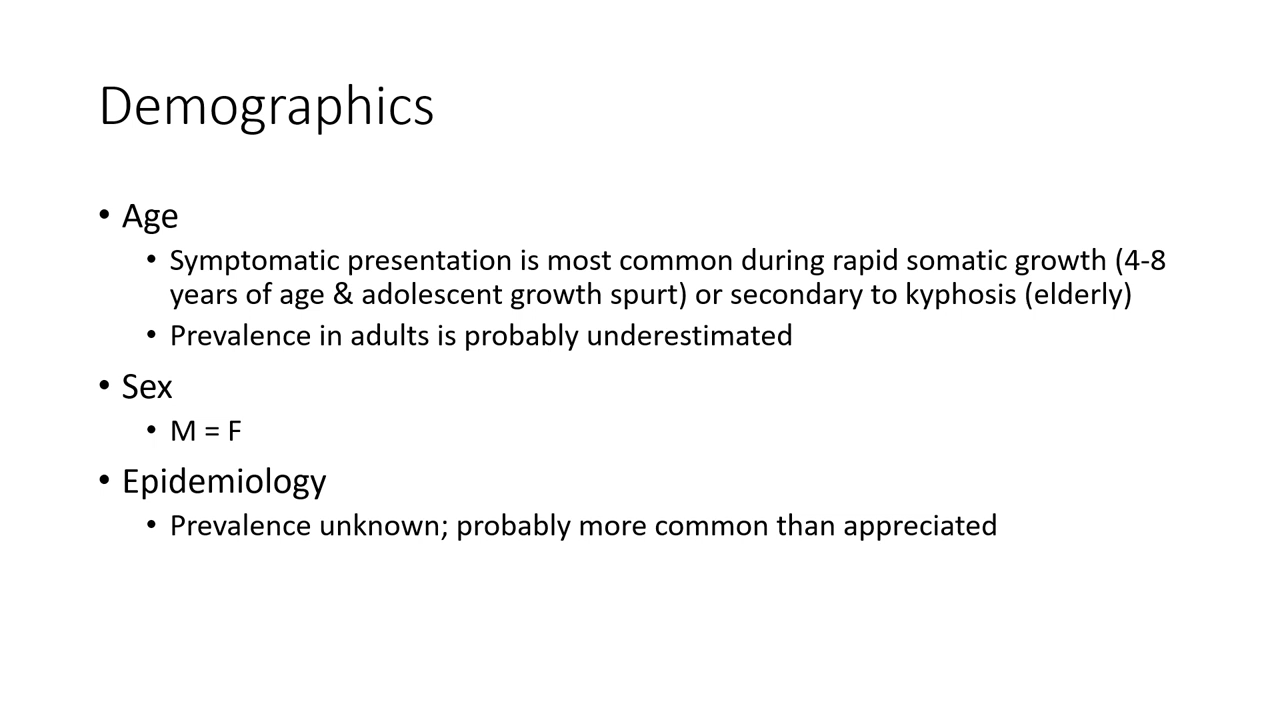 Demographics
• Age
• Symptomatic presentation is most common during rapid somatic growth (4-8
years of age & adolescent growth spurt) or secondary to kyphosis (elderly)
• Prevalence in adults is probably underestimated
• Sex
• M = F
• Epidemiology
• Prevalence unknown; probably more common than appreciated